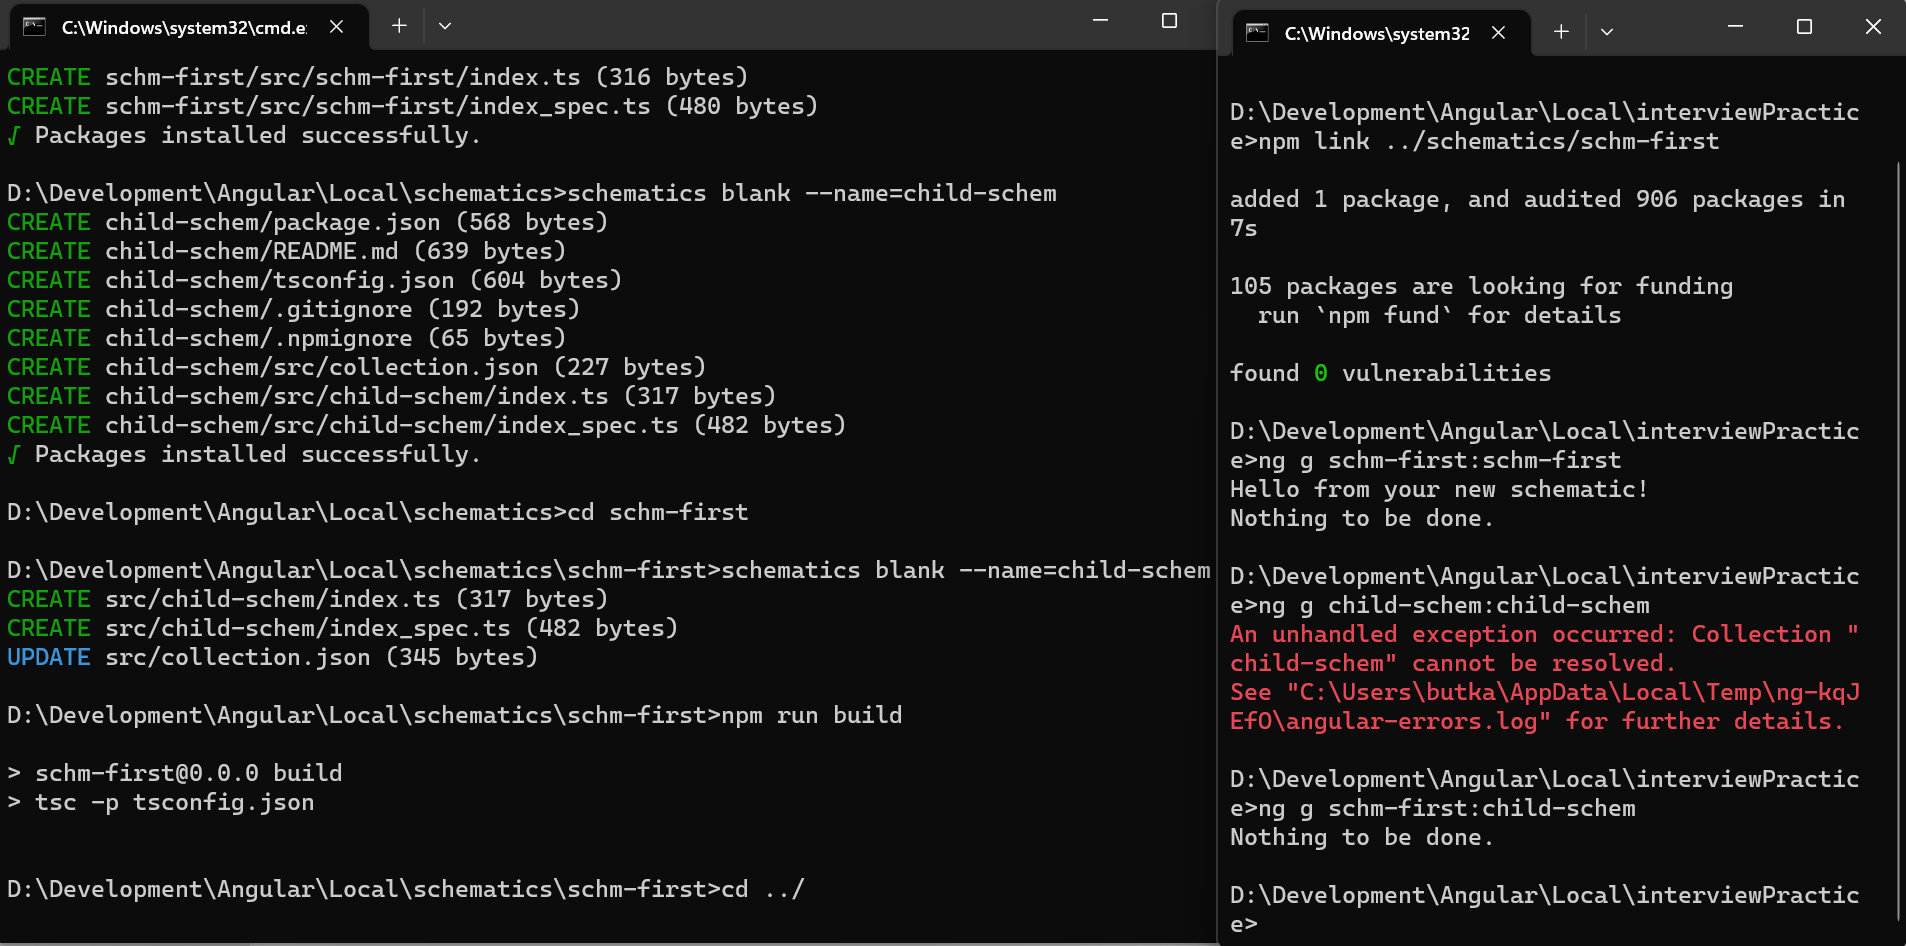 C:\Windows\system32\cmd.e
CREATE schm-first/src/schm-first/index.ts (316 bytes)
CREATE schm-first/src/schm-first/index_spec.ts (480 bytes)
√ Packages installed successfully.
D:\Development\Angular\Local\schematics>schematics blank --name=child-schem
CREATE child-schem/package.json (568 bytes)
CREATE child-schem/README.md (639 bytes)
CREATE child-schem/tsconfig.json (604 bytes)
CREATE child-schem/.gitignore (192 bytes)
CREATE child-schem/.npmignore (65 bytes)
CREATE child-schem/src/collection.json (227 bytes)
CREATE child-schem/src/child-schem/index.ts (317 bytes)
CREATE child-schem/src/child-schem/index_spec.ts (482 bytes)
√ Packages installed successfully.
D:\Development\Angular\Local\schematics>cd schm-first
D:\Development\Angular\Local\schematics\schm-first>schematics blank --name=child-schem
CREATE src/child-schem/index.ts (317 bytes)
CREATE src/child-schem/index_spec.ts (482 bytes)
UPDATE src/collection.json (345 bytes)
D:\Development\Angular\Local\schematics\schm-first>npm run build
> schm-first@0.0.0 build
> tsc -p tsconfig.json
D:\Development\Angular\Local\schematics\schm-first>cd ../
C:\Windows\system32
D:\Development\Angular\Local\interviewPractic
e>npm link ../schematics/schm-first
added 1 package, and audited 906 packages in
7s
105 packages are looking for funding
run `npm fund` for details
found 0 vulnerabilities
D:\Development\Angular\Local\interviewPractic
e>ng g schm-first:schm-first
Hello from your new schematic!
Nothing to be done.
D:\Development\Angular\Local\interviewPractic
e>ng g child-schem:child-schem
An unhandled exception occurred: Collection "
child-schem" cannot be resolved.
See "C:\Users\butka\AppData\Local\Temp\ng-kqJ
EfO\angular-errors.log" for further details.
D:\Development\Angular\Local\interviewPractic
e>ng g schm-first:child-schem
Nothing to be done.
D:\Development\Angular\Local\interviewPractic
e>